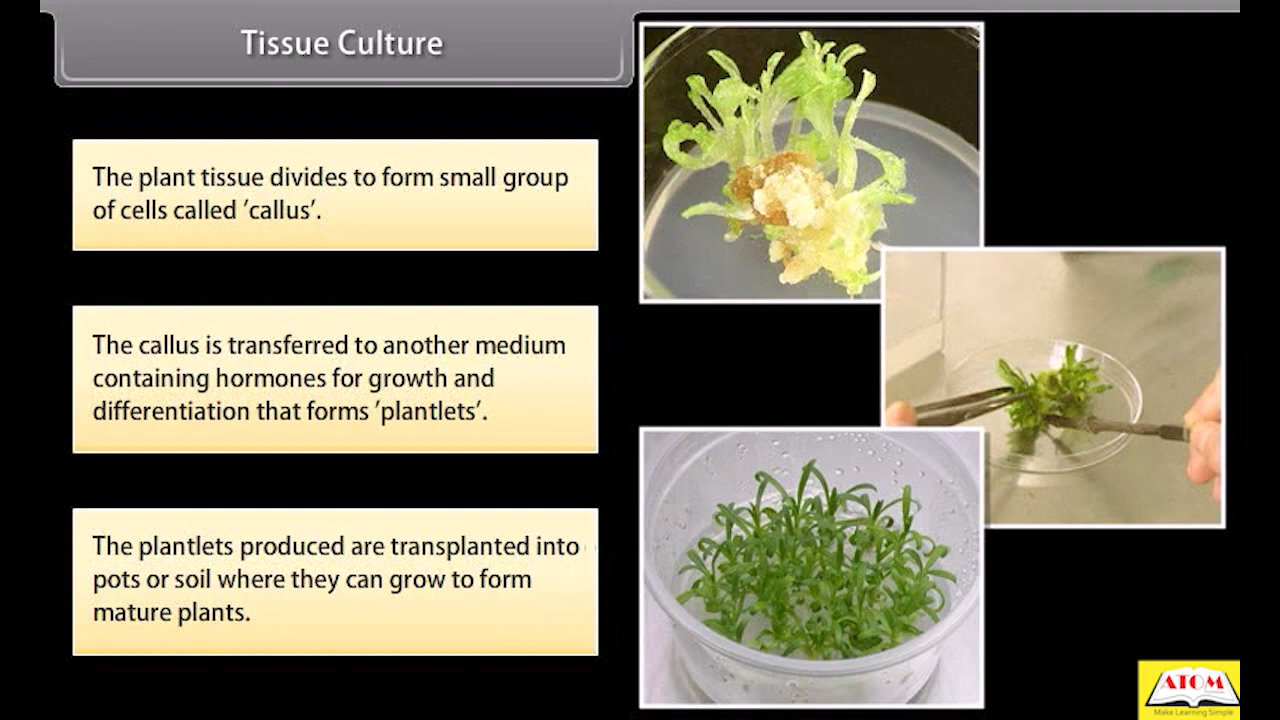 Tissue Culture
The plant tissue divides to form small group
of cells called ‘callus’.
The callus is transferred to another medium
containing hormones for growth and
differentiation that forms ‘plantlets’.
The plantlets produced are transplanted into
pots or soil where they can grow to form
mature plants.
ATOM
Make Learning Simple